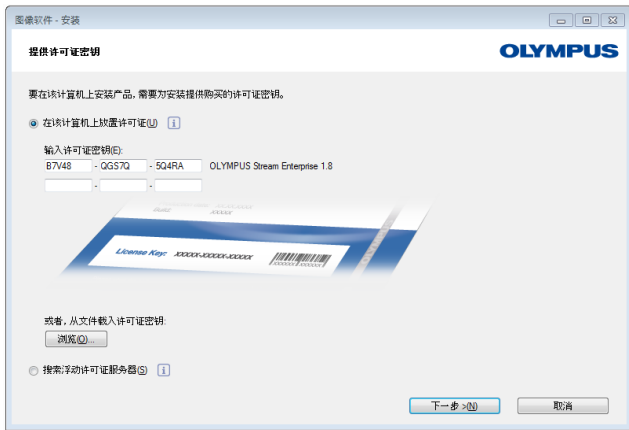 图像软件 - 安装
提供许可证密钥
OLYMPUS
要在该计算机上安装产品,需要为安装提供购买的许可证密钥。
在该计算机上放置许可证(U)
输入许可证密钥(E):
B7V48 - QGS7Q - 5Q4RA OLYMPUS Stream Enterprise 1.8
- -
License Key: XXXXX-XXXXX-XXXXX
或者,从文件载入许可证密钥:
浏览(O)...
搜索浮动许可证服务器(S)
下一步 >(N)
取消